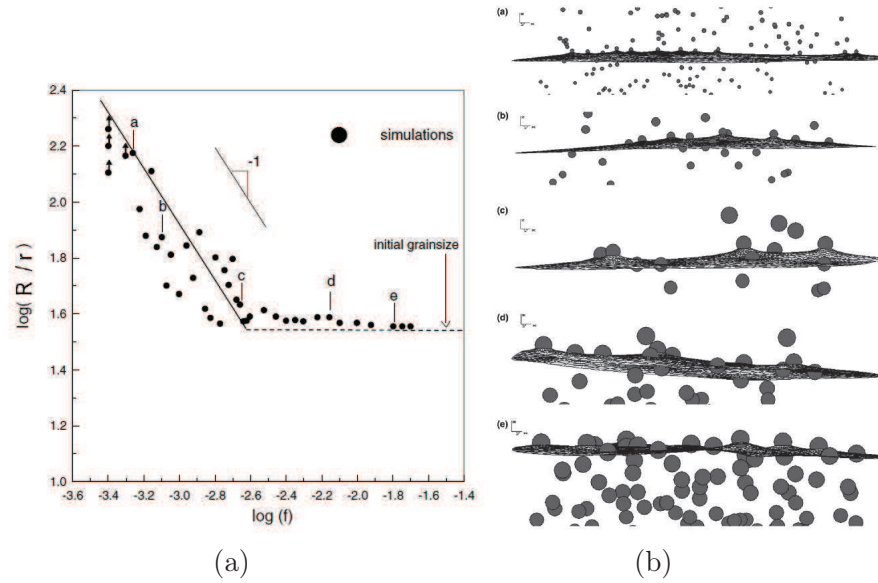 2.4
2.2
2.0
1.8
1.6
1.4
1.2
1.0
log( R / r)
-3.6 -3.4 -3.2 -3.0 -2.8 -2.6 -2.4 -2.2 -2.0 -1.8 -1.6 -1.4
log (f)
a
b
c
d
e
-1
simulations
initial grainsize
(a)
(a)
(b)
(c)
(d)
(e)
(b)